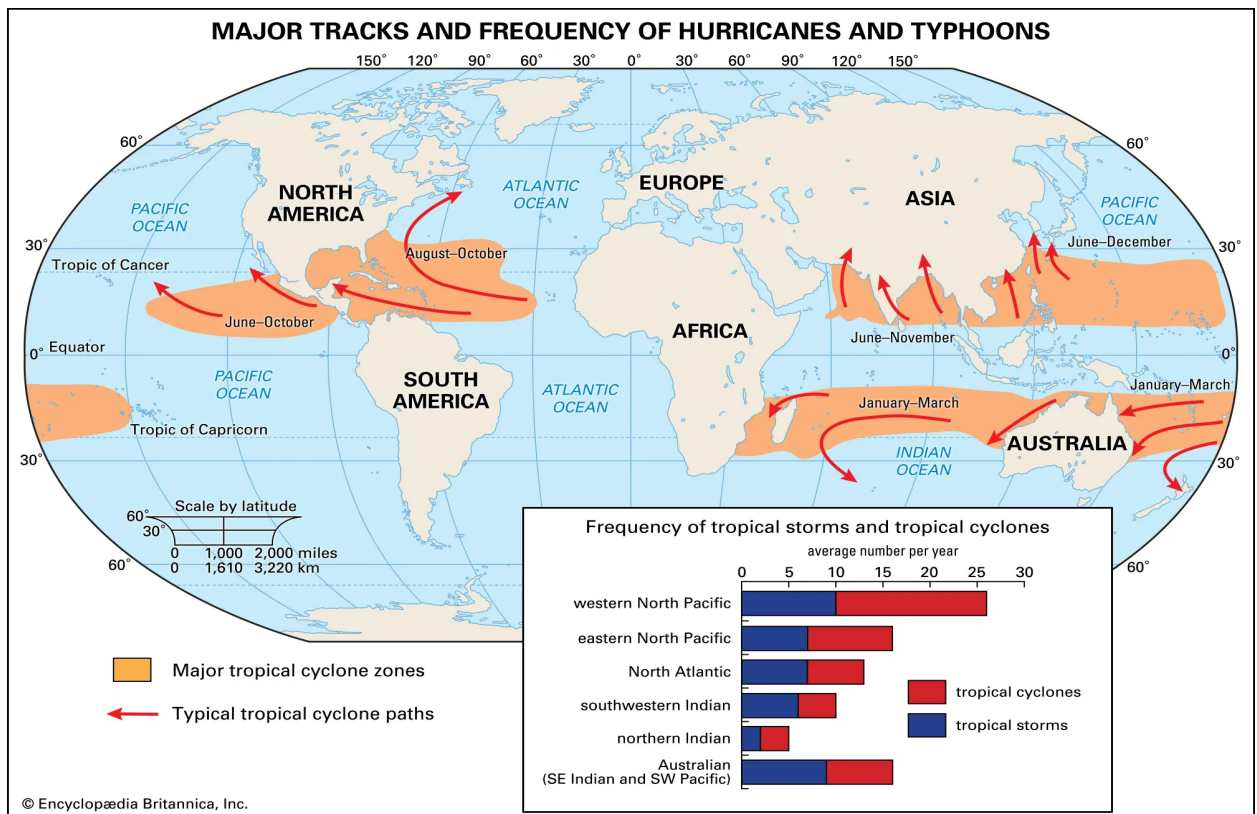 MAJOR TRACKS AND FREQUENCY OF HURRICANES AND TYPHOONS
150° 120° 90° 60° 30° 0° 30° 60° 90° 120° 150°
60° 60°
NORTH
AMERICA
EUROPE
ASIA
ATLANTIC
OCEAN
PACIFIC
OCEAN
PACIFIC
OCEAN
30° 30°
August–October
June–December
Tropic of Cancer
June–October
AFRICA
June–November
0° Equator 0°
PACIFIC
OCEAN
SOUTH
AMERICA
ATLANTIC
OCEAN
January–March
January–March
Tropic of Capricorn
INDIAN
OCEAN
AUSTRALIA
30° 30°
Scale by latitude
60°
30°
0 1,000 2,000 miles
0 1,610 3,220 km
60° 60°
Major tropical cyclone zones
Typical tropical cyclone paths
Frequency of tropical storms and tropical cyclones
average number per year
0 5 10 15 20 25 30
western North Pacific
eastern North Pacific
North Atlantic
southwestern Indian
northern Indian
Australian
(SE Indian and SW Pacific)
tropical cyclones
tropical storms
© Encyclopædia Britannica, Inc.